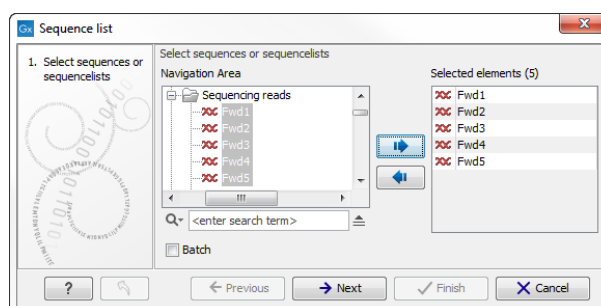 Gx Sequence list
1. Select sequences or
sequencelists
Select sequences or sequencelists
Navigation Area
Sequencing reads
Fwd1
Fwd2
Fwd3
Fwd4
Fwd5
<enter search term>
Batch
Selected elements (5)
Fwd1
Fwd2
Fwd3
Fwd4
Fwd5
? Previous Next Finish Cancel